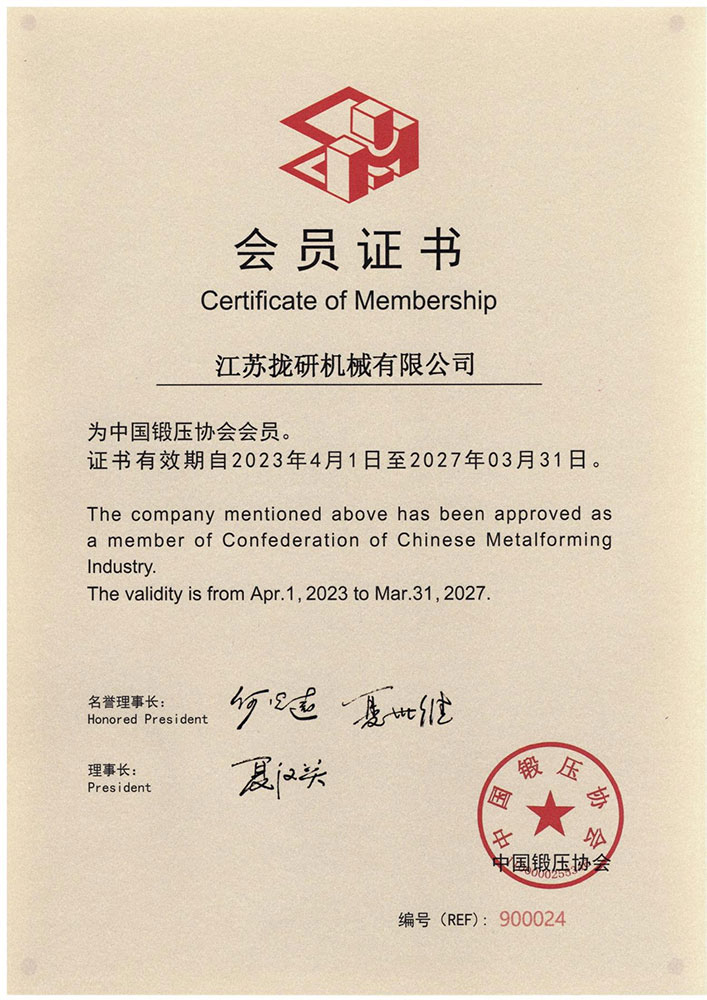 会员证书
Certificate of Membership
江苏拢研机械有限公司
为中国锻压协会会员。
证书有效期自2023年4月1日至2027年03月31日。
The company mentioned above has been approved as
a member of Confederation of Chinese Metalforming
Industry.
The validity is from Apr.1, 2023 to Mar.31, 2027.
名誉理事长：
Honored President
理事长：
President
中国锻压协会
中国锻压协会
编号（REF）：900024